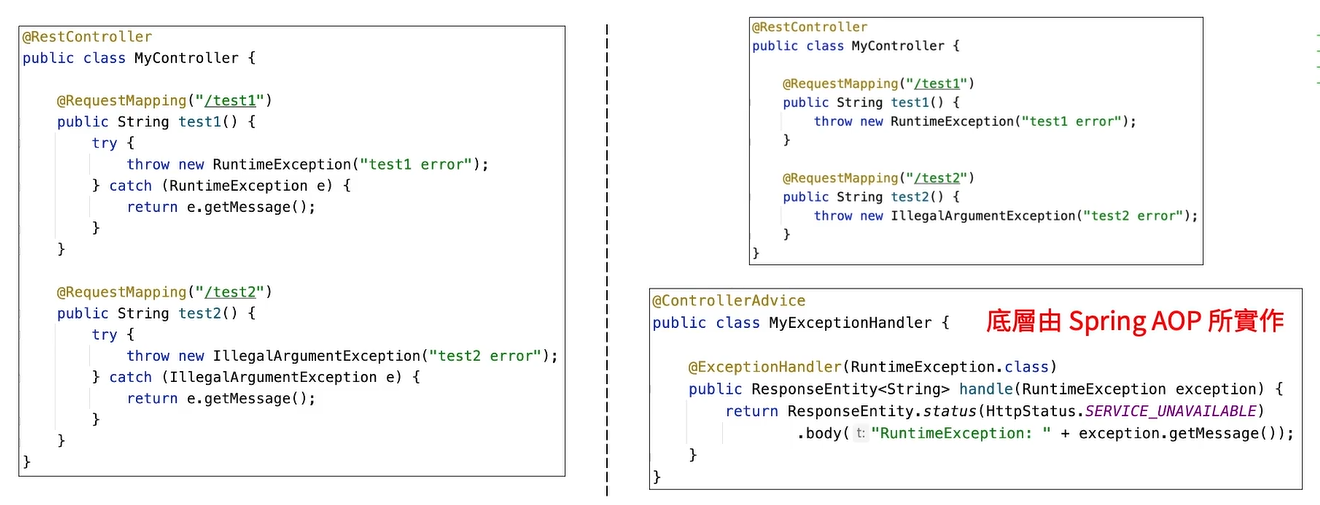 @RestController
public class MyController {
@RequestMapping("/test1")
public String test1() {
try {
throw new RuntimeException("test1 error");
} catch (RuntimeException e) {
return e.getMessage();
}
}
@RequestMapping("/test2")
public String test2() {
try {
throw new IllegalArgumentException("test2 error");
} catch (IllegalArgumentException e) {
return e.getMessage();
}
}
}
@RestController
public class MyController {
@RequestMapping("/test1")
public String test1() {
throw new RuntimeException("test1 error");
}
@RequestMapping("/test2")
public String test2() {
throw new IllegalArgumentException("test2 error");
}
}
@ControllerAdvice
public class MyExceptionHandler {
底層由 Spring AOP 所實作
@ExceptionHandler(RuntimeException.class)
public ResponseEntity<String> handle(RuntimeException exception) {
return ResponseEntity.status(HttpStatus.SERVICE_UNAVAILABLE)
.body( t: "RuntimeException: " + exception.getMessage());
}
}